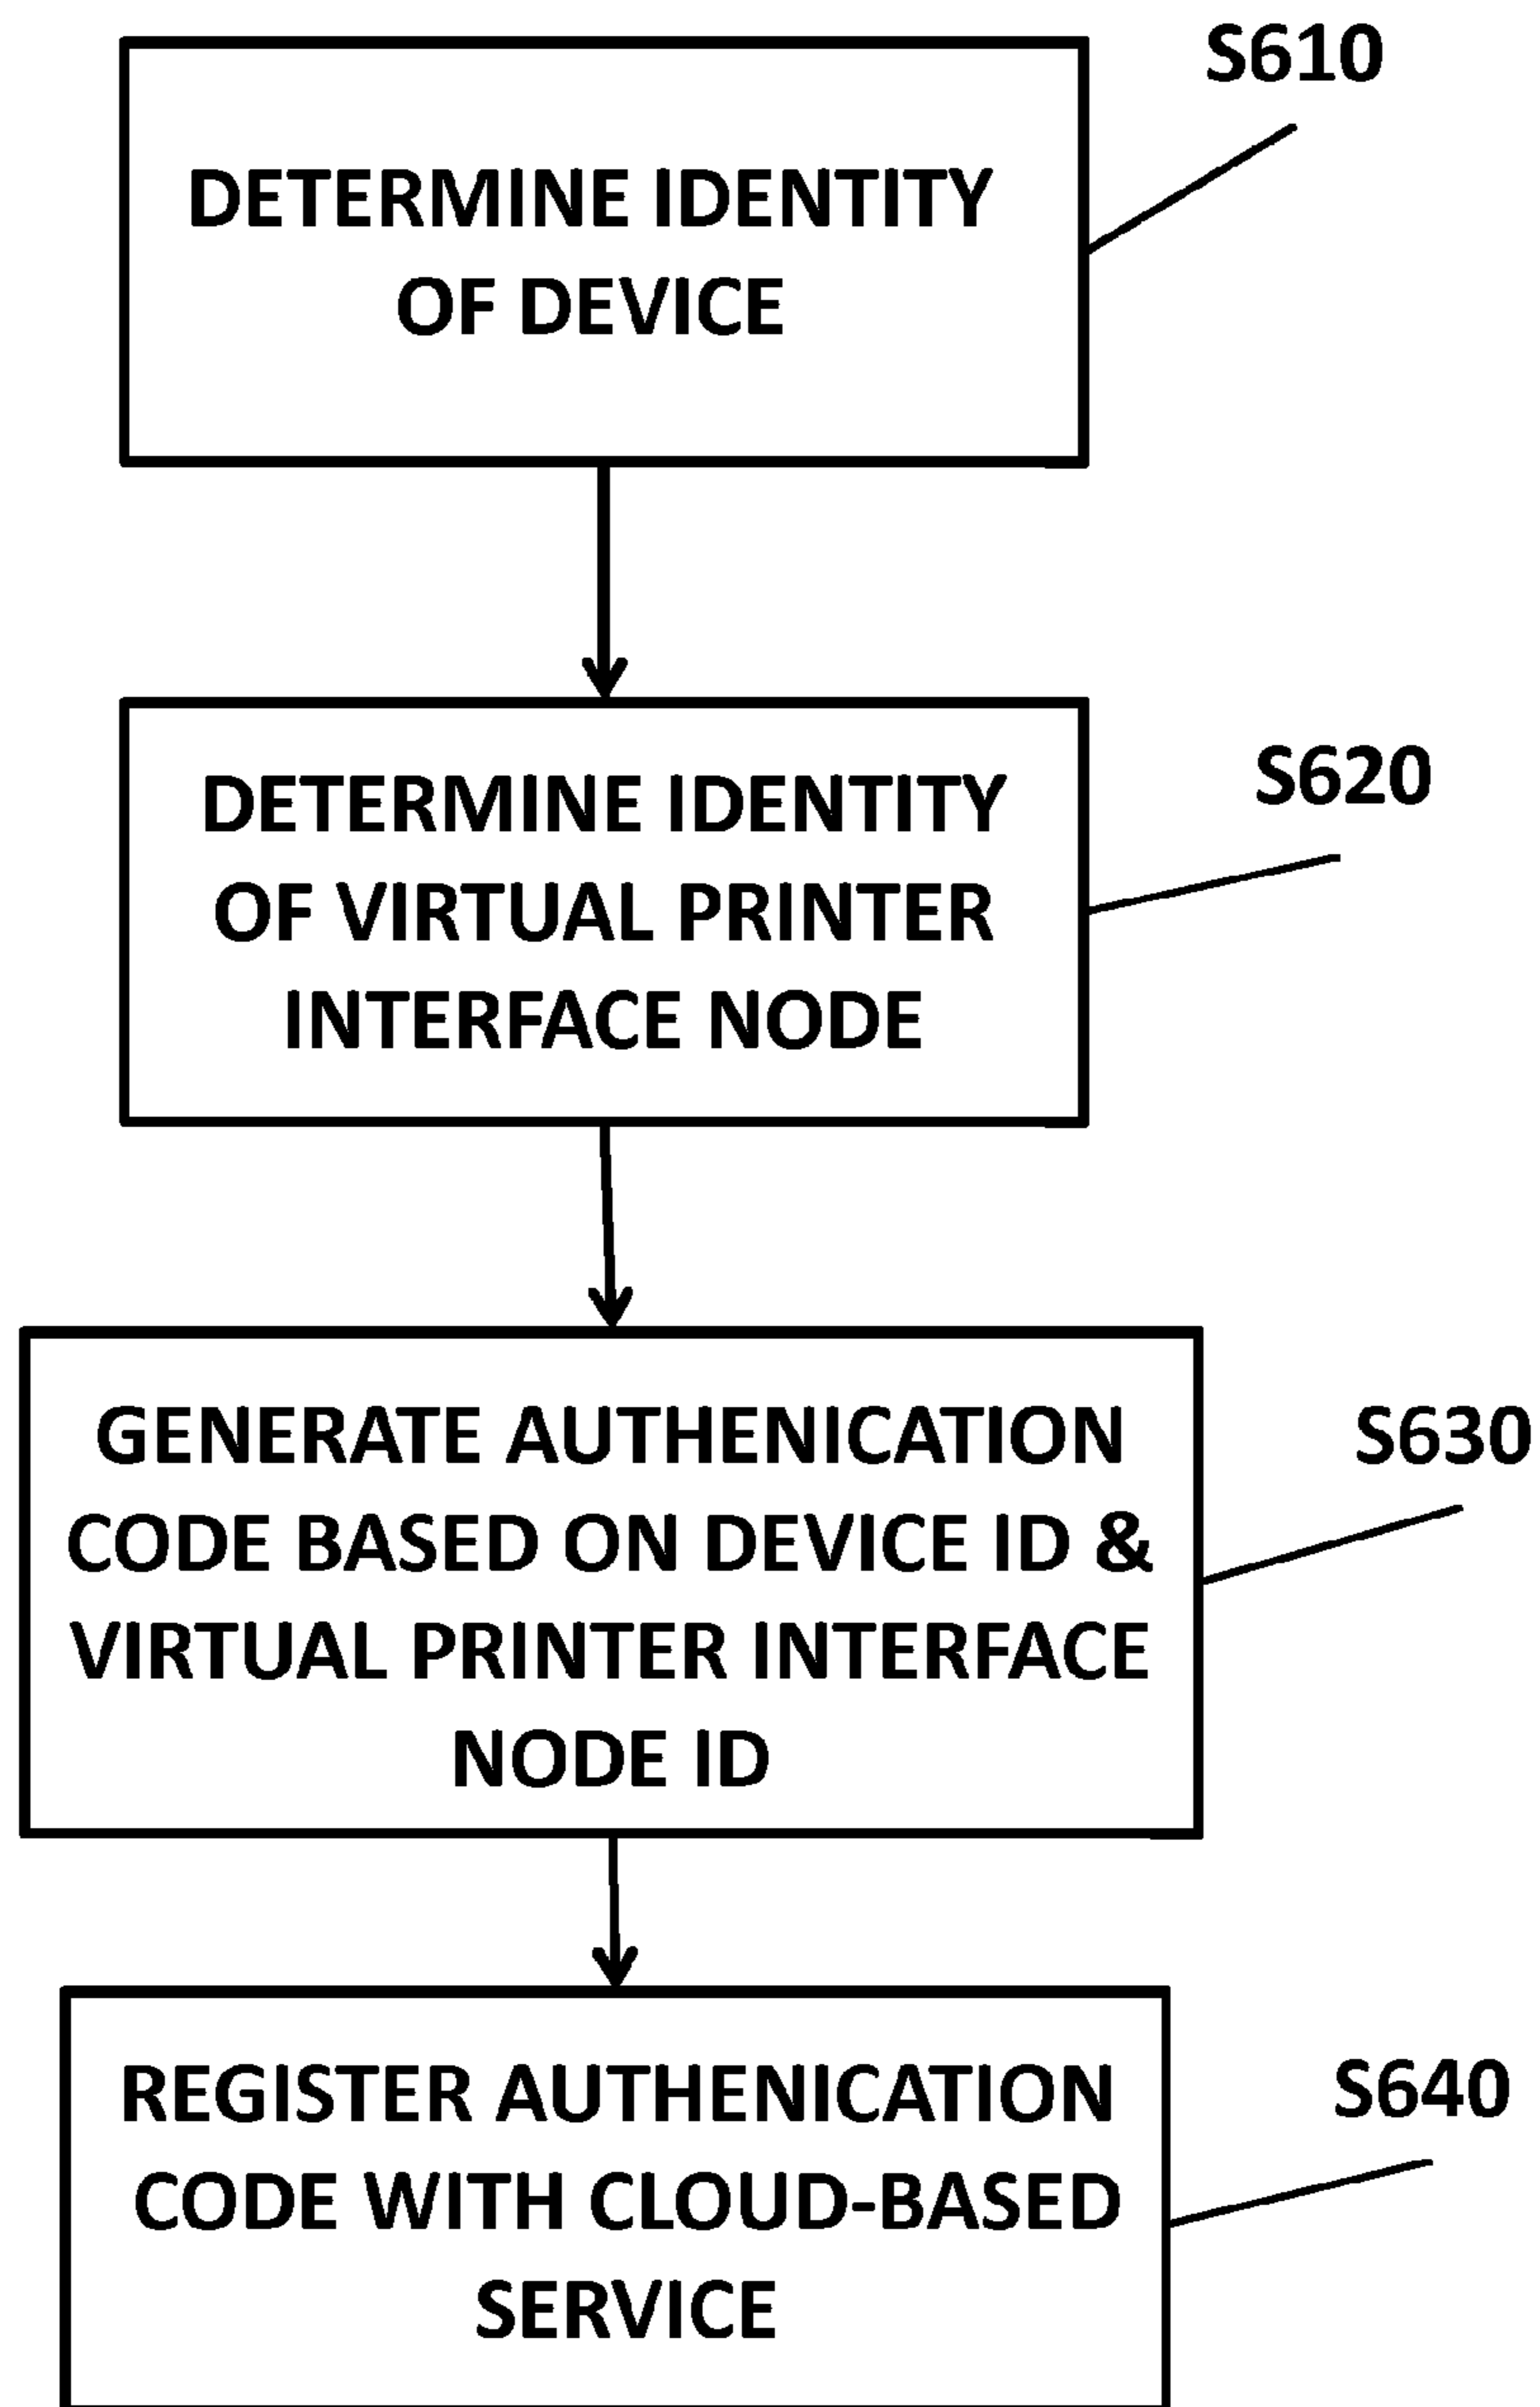 S610
DETERMINE IDENTITY
OF DEVICE
S620
DETERMINE IDENTITY
OF VIRTUAL PRINTER
INTERFACE NODE
S630
GENERATE AUTHENICATION
CODE BASED ON DEVICE ID &
VIRTUAL PRINTER INTERFACE
NODE ID
S640
REGISTER AUTHENICATION
CODE WITH CLOUD-BASED
SERVICE